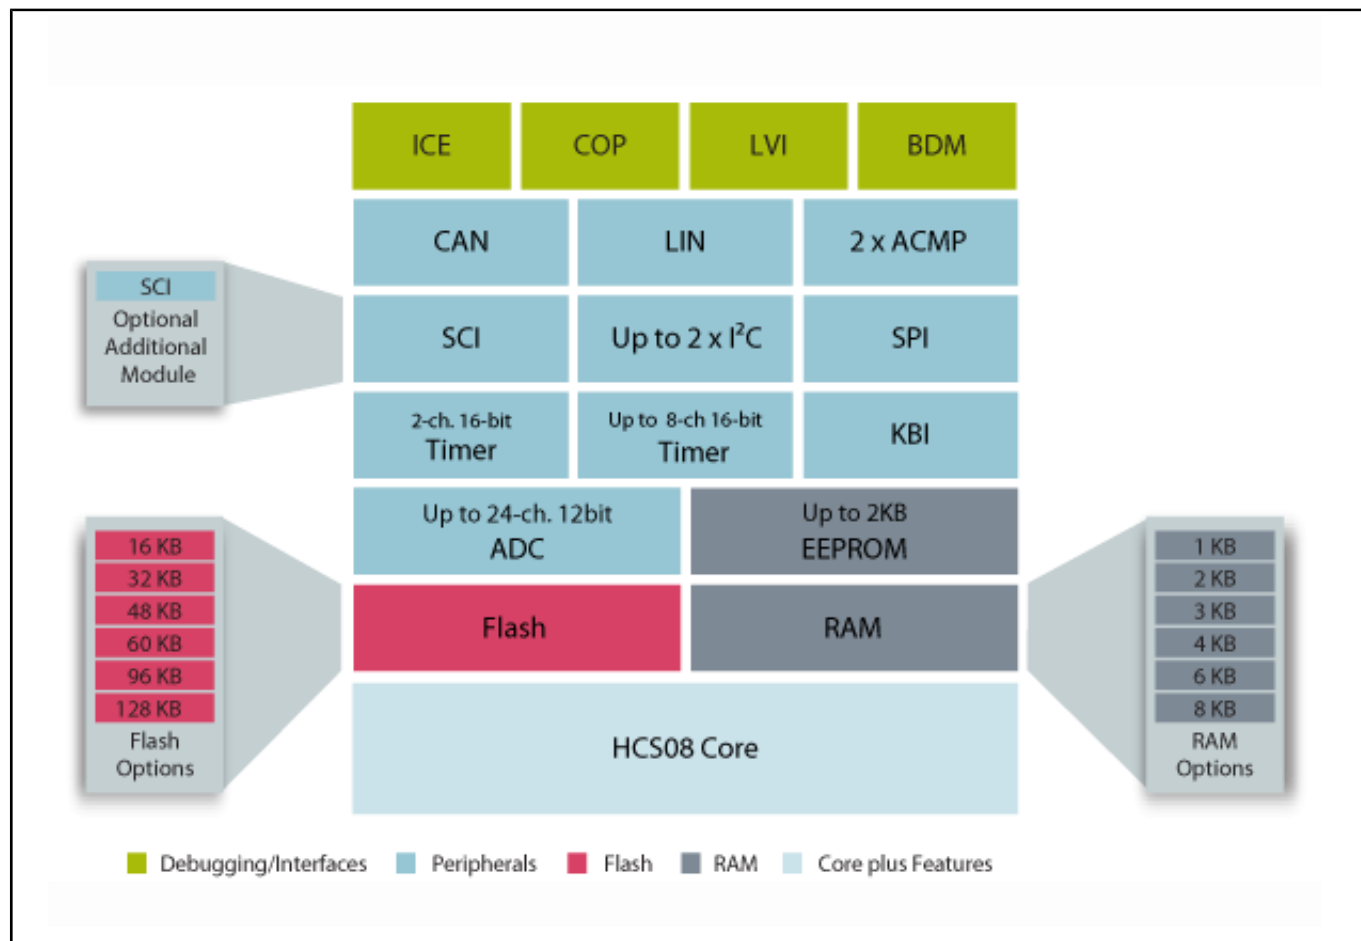 ICE
COP
LVI
BDM
CAN
LIN
2 x ACMP
SCI
Optional
Additional
Module
SCI
Up to 2 x I²C
SPI
2-ch. 16-bit
Timer
Up to 8-ch 16-bit
Timer
KBI
Up to 24-ch. 12bit
ADC
Up to 2KB
EEPROM
16 KB
32 KB
48 KB
60 KB
96 KB
128 KB
Flash
Options
Flash
RAM
1 KB
2 KB
3 KB
4 KB
6 KB
8 KB
RAM
Options
HCS08 Core
Debugging/Interfaces
Peripherals
Flash
RAM
Core plus Features